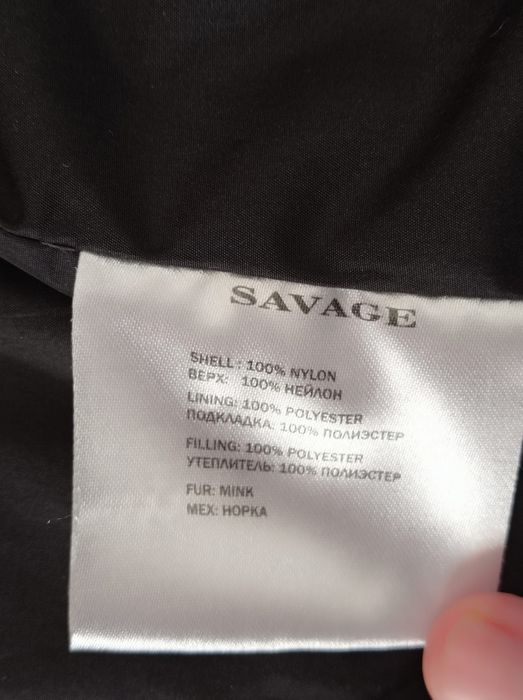 SAVAGE
SHELL: 100% NYLON
ВЕРХ: 100% НЕЙЛОН
LINING: 100% POLYESTER
ПОДКЛАДКА: 100% ПОЛИЭСТЕР
FILLING: 100% POLYESTER
УТЕПЛИТЕЛЬ: 100% ПОЛИЭСТЕР
FUR: MINK
МЕХ: НОРКА